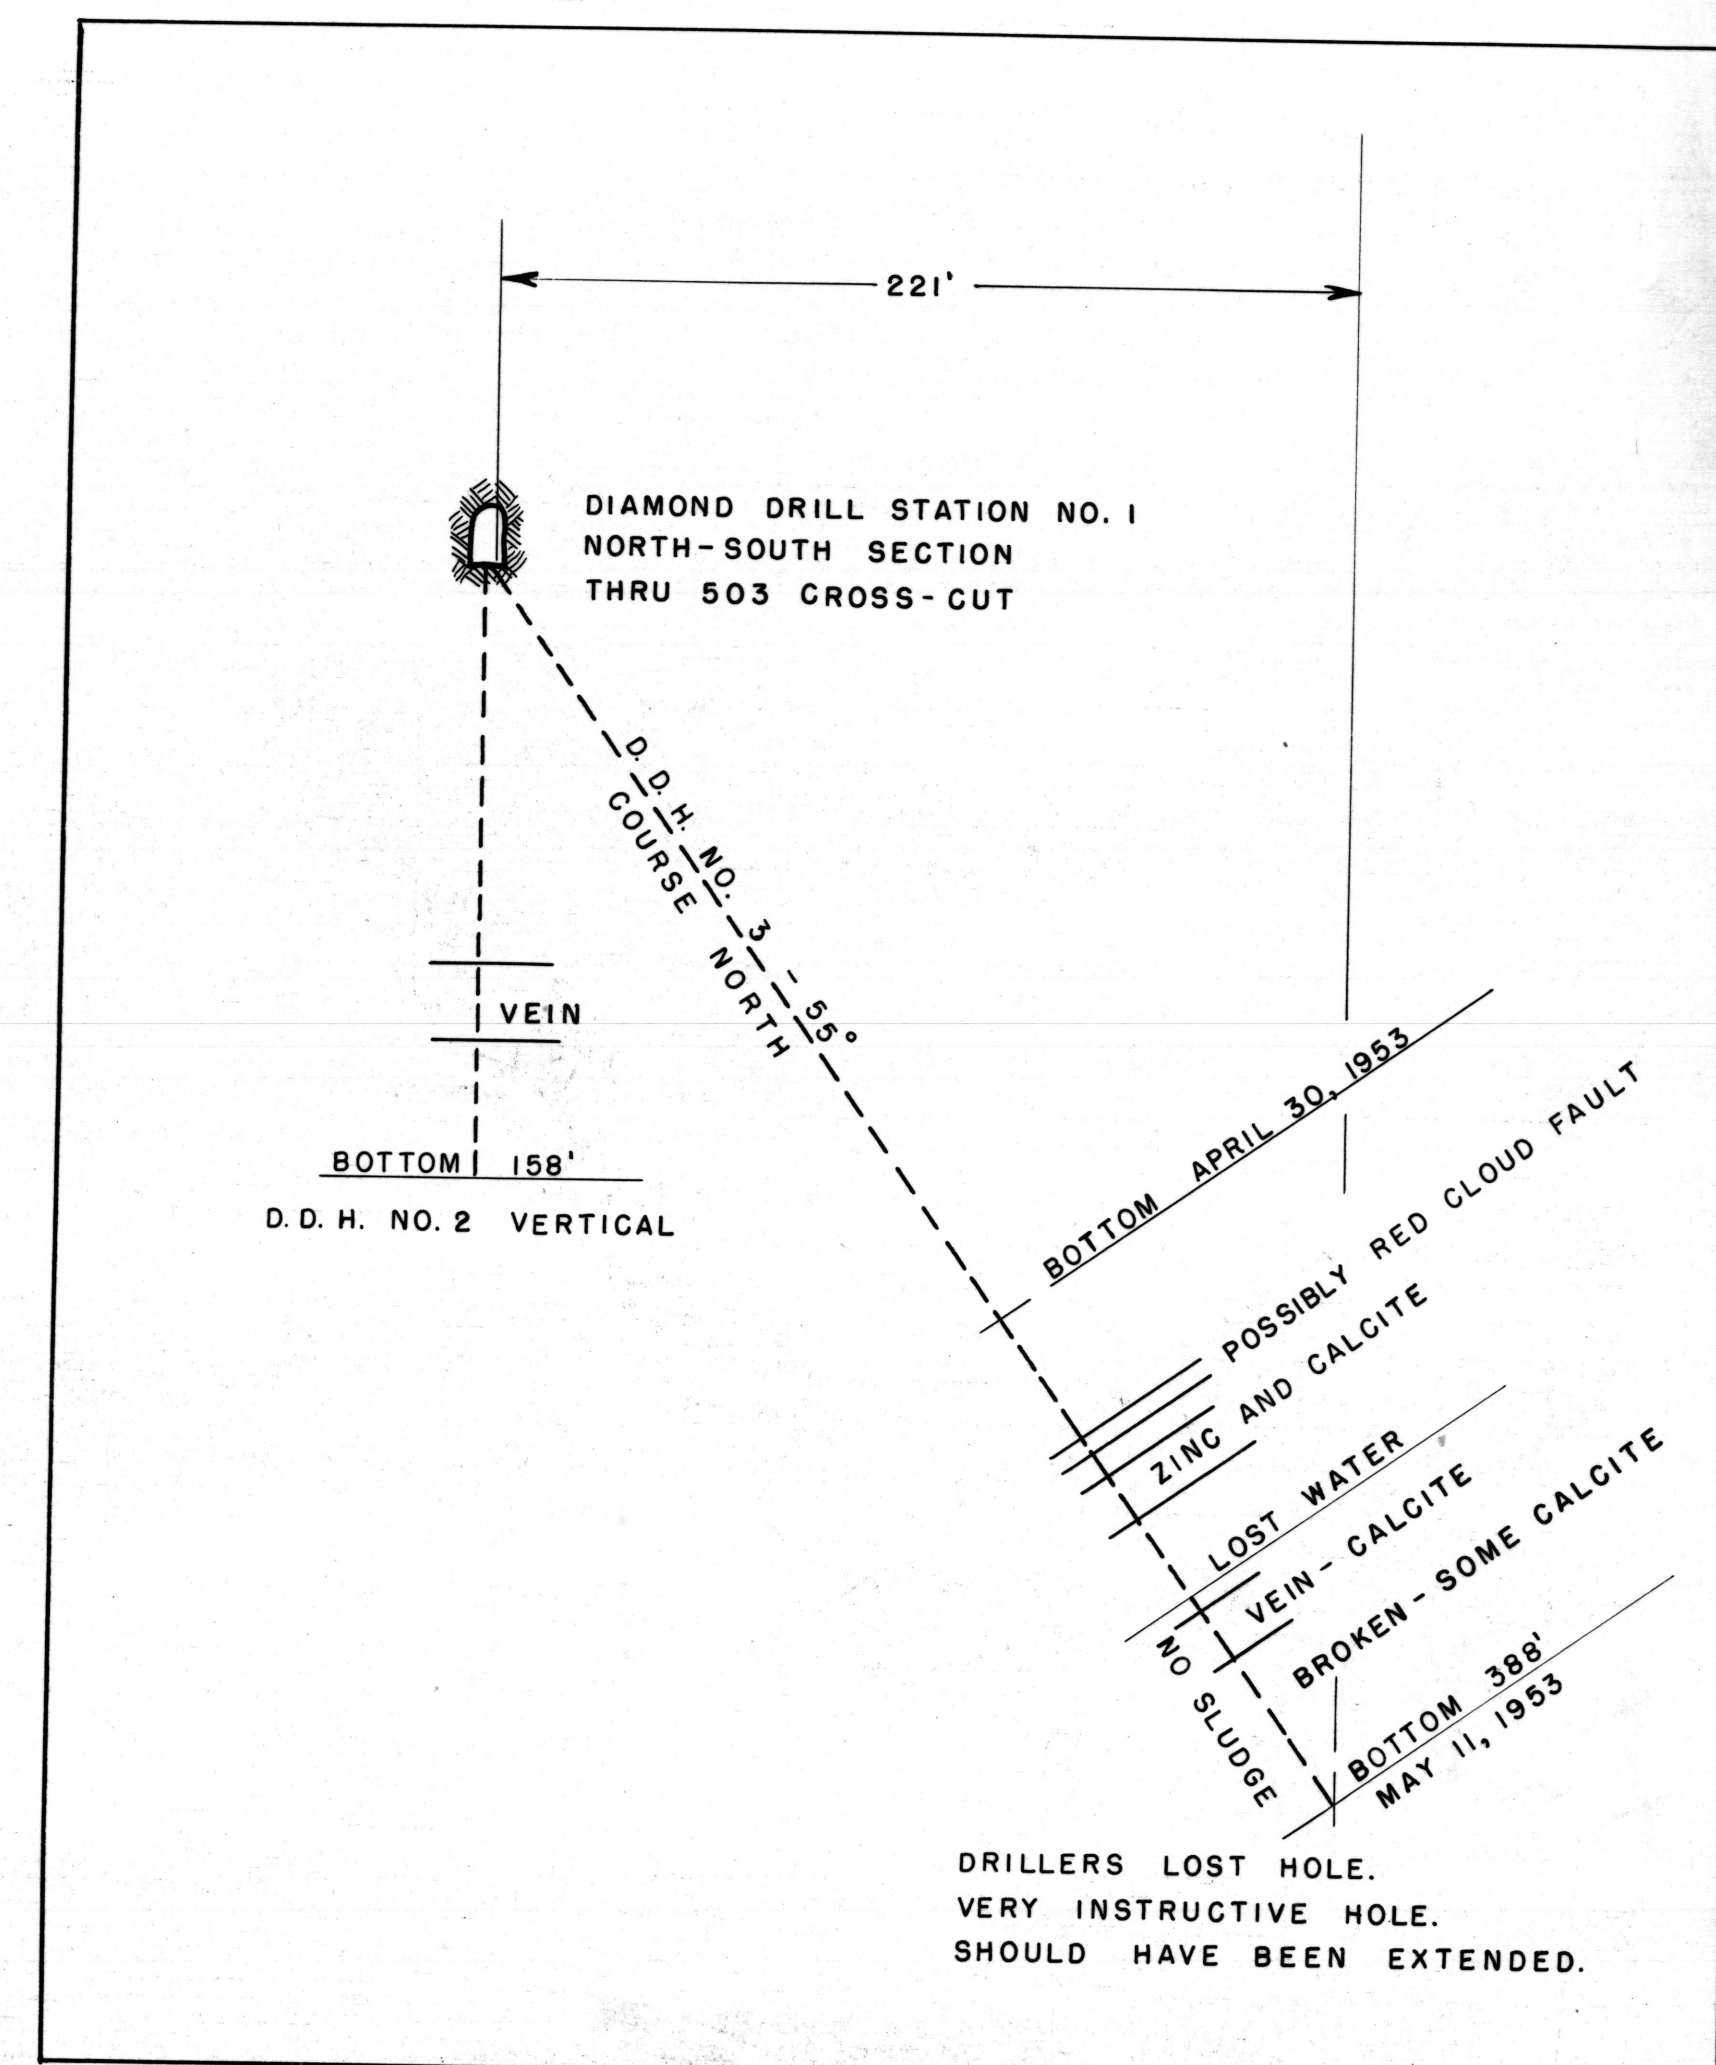 221'
DIAMOND DRILL STATION NO. 1
NORTH-SOUTH SECTION
THRU 503 CROSS-CUT
D. D. H. NO. 3 - 55°
COURSE NORTH
VEIN
BOTTOM 158'
D. D. H. NO. 2 VERTICAL
BOTTOM APRIL 30, 1953
POSSIBLY RED CLOUD FAULT
ZINC AND CALCITE
LOST WATER
VEIN - CALCITE
BROKEN - SOME CALCITE
NO SLUDGE
BOTTOM 388'
MAY 11, 1953
DRILLERS LOST HOLE.
VERY INSTRUCTIVE HOLE.
SHOULD HAVE BEEN EXTENDED.